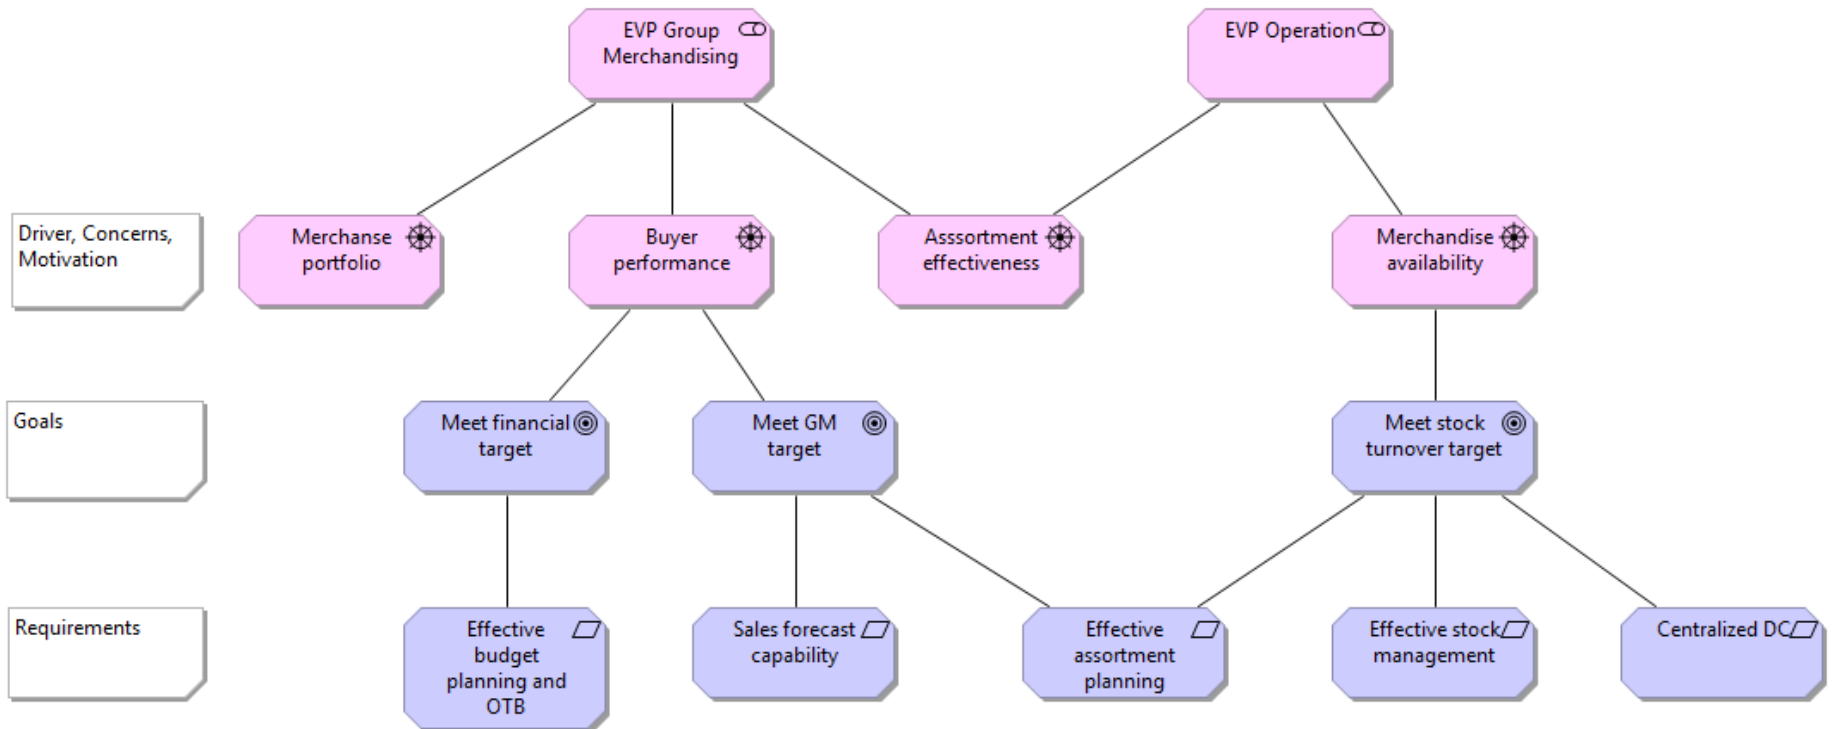 EVP Group
Merchandising
EVP Operation
Driver, Concerns,
Motivation
Merchanse
portfolio
Buyer
performance
Asssortment
effectiveness
Merchandise
availability
Goals
Meet financial
target
Meet GM
target
Meet stock
turnover target
Requirements
Effective
budget
planning and
OTB
Sales forecast
capability
Effective
assortment
planning
Effective stock
management
Centralized DC